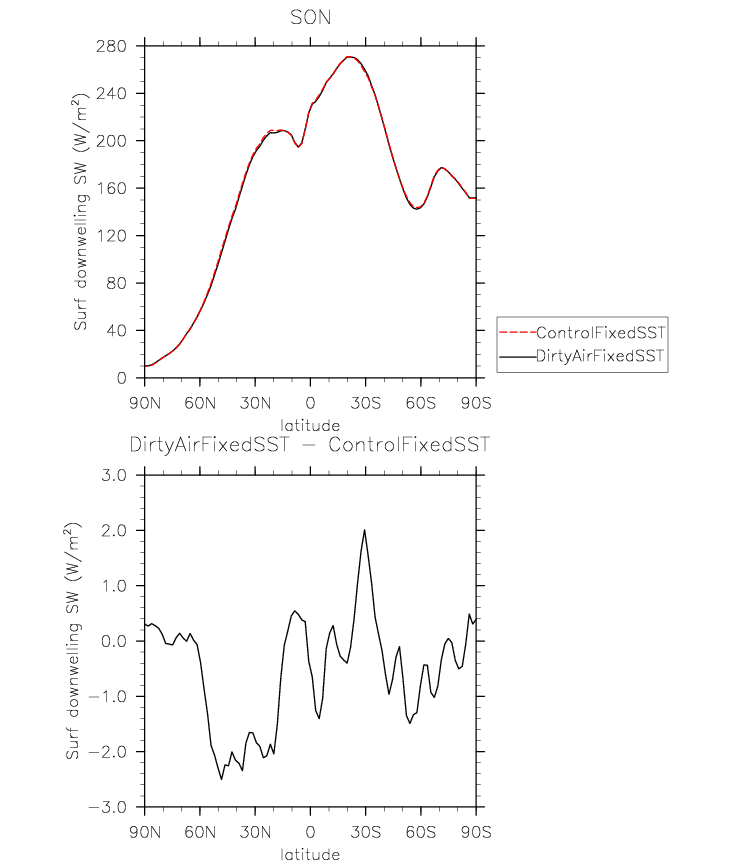 SON
280
240
200
160
120
80
40
0
Surf downwelling SW (W/m²)
90N 60N 30N 0 30S 60S 90S
latitude
ControlFixedSST
DirtyAirFixedSST
DirtyAirFixedSST − ControlFixedSST
3.0
2.0
1.0
0.0
−1.0
−2.0
−3.0
Surf downwelling SW (W/m²)
90N 60N 30N 0 30S 60S 90S
latitude